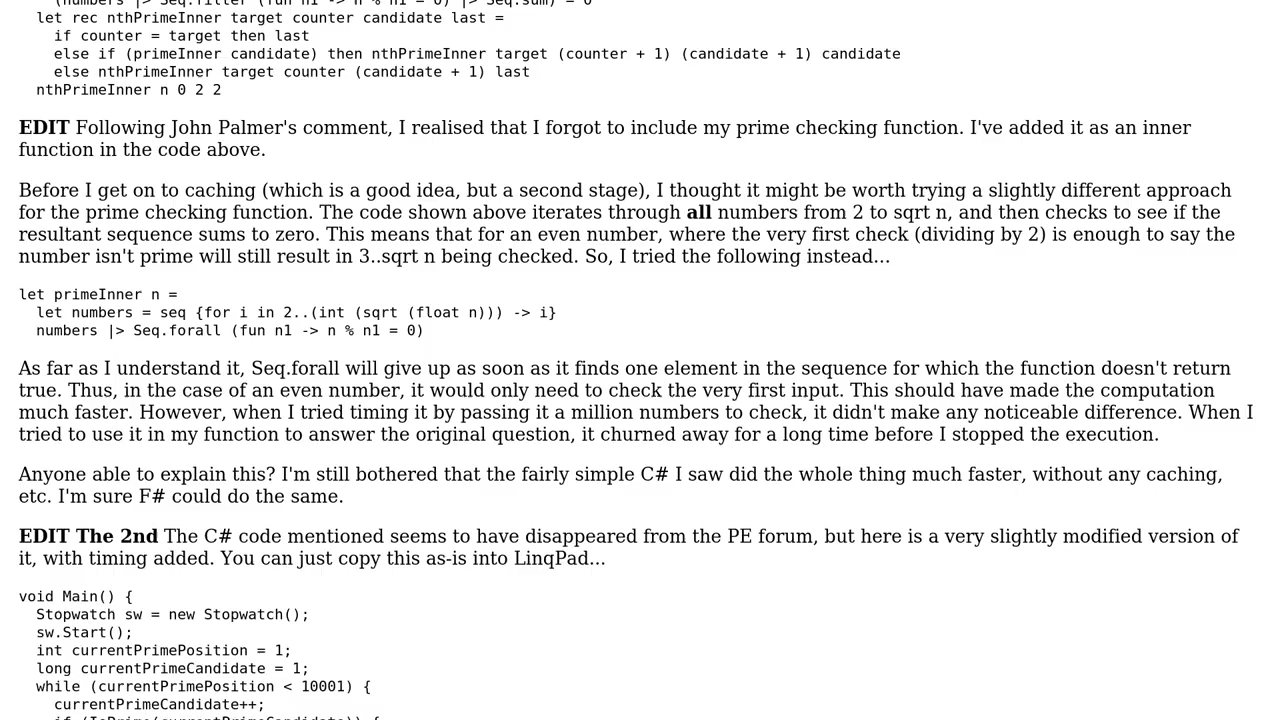 (numbers |> Seq.filter (fun n1 -> n % n1 = 0) |> Seq.sum) = 0
let rec nthPrimeInner target counter candidate last =
if counter = target then last
else if (primeInner candidate) then nthPrimeInner target (counter + 1) (candidate + 1) candidate
else nthPrimeInner target counter (candidate + 1) last
nthPrimeInner n 0 2 2
EDIT Following John Palmer's comment, I realised that I forgot to include my prime checking function. I've added it as an inner
function in the code above.
Before I get on to caching (which is a good idea, but a second stage), I thought it might be worth trying a slightly different approach
for the prime checking function. The code shown above iterates through all numbers from 2 to sqrt n, and then checks to see if the
resultant sequence sums to zero. This means that for an even number, where the very first check (dividing by 2) is enough to say the
number isn't prime will still result in 3..sqrt n being checked. So, I tried the following instead...
let primeInner n =
let numbers = seq {for i in 2..(int (sqrt (float n))) -> i}
numbers |> Seq.forall (fun n1 -> n % n1 = 0)
As far as I understand it, Seq.forall will give up as soon as it finds one element in the sequence for which the function doesn't return
true. Thus, in the case of an even number, it would only need to check the very first input. This should have made the computation
much faster. However, when I tried timing it by passing it a million numbers to check, it didn't make any noticeable difference. When I
tried to use it in my function to answer the original question, it churned away for a long time before I stopped the execution.
Anyone able to explain this? I'm still bothered that the fairly simple C# I saw did the whole thing much faster, without any caching,
etc. I'm sure F# could do the same.
EDIT The 2nd The C# code mentioned seems to have disappeared from the PE forum, but here is a very slightly modified version of
it, with timing added. You can just copy this as-is into LinqPad...
void Main() {
Stopwatch sw = new Stopwatch();
sw.Start();
int currentPrimePosition = 1;
long currentPrimeCandidate = 1;
while (currentPrimePosition < 10001) {
currentPrimeCandidate++;
if (IsPrime(currentPrimeCandidate)) {